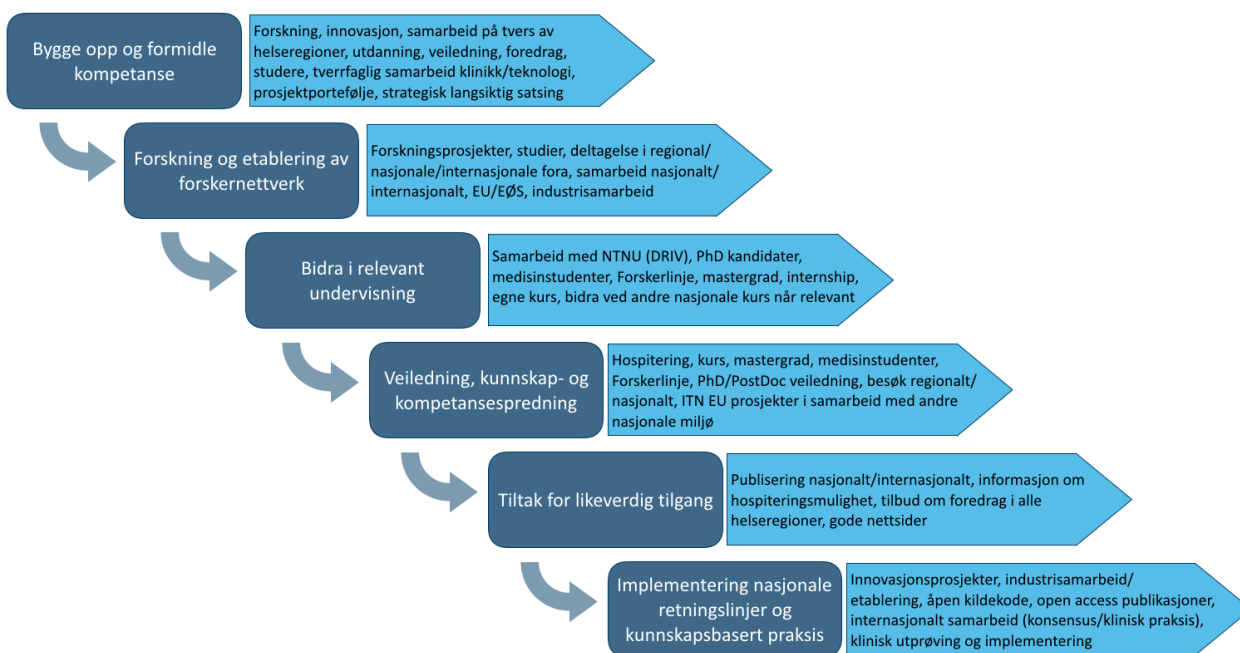 Bygge opp og formidle
kompetanse
Forskning, innovasjon, samarbeid på tvers av
helseregioner, utdanning, veiledning, foredrag,
studere, tverrfaglig samarbeid klinikk/teknologi,
prosjektportefølje, strategisk langsiktig satsing
Forskning og etablering av
forskernettverk
Forskningsprosjekter, studier, deltagelse i regional/
nasjonale/internasjonale fora, samarbeid nasjonalt/
internasjonalt, EU/EØS, industrisamarbeid
Bidra i relevant
undervisning
Samarbeid med NTNU (DRIV), PhD kandidater,
medisinstudenter, Forskerlinje, mastergrad, internship,
egne kurs, bidra ved andre nasjonale kurs når relevant
Veiledning, kunnskap- og
kompetansespredning
Hospitering, kurs, mastergrad, medisinstudenter,
Forskerlinje, PhD/PostDoc veiledning, besøk regionalt/
nasjonalt, ITN EU prosjekter i samarbeid med andre
nasjonale miljø
Tiltak for likeverdig tilgang
Publisering nasjonalt/internasjonalt, informasjon om
hospiteringsmulighet, tilbud om foredrag i alle
helseregioner, gode nettsider
Implementering nasjonale
retningslinjer og
kunnskapsbasert praksis
Innovasjonsprosjekter, industrisamarbeid/
etablering, åpen kildekode, open access publikasjoner,
internasjonalt samarbeid (konsensus/klinisk praksis),
klinisk utprøving og implementering